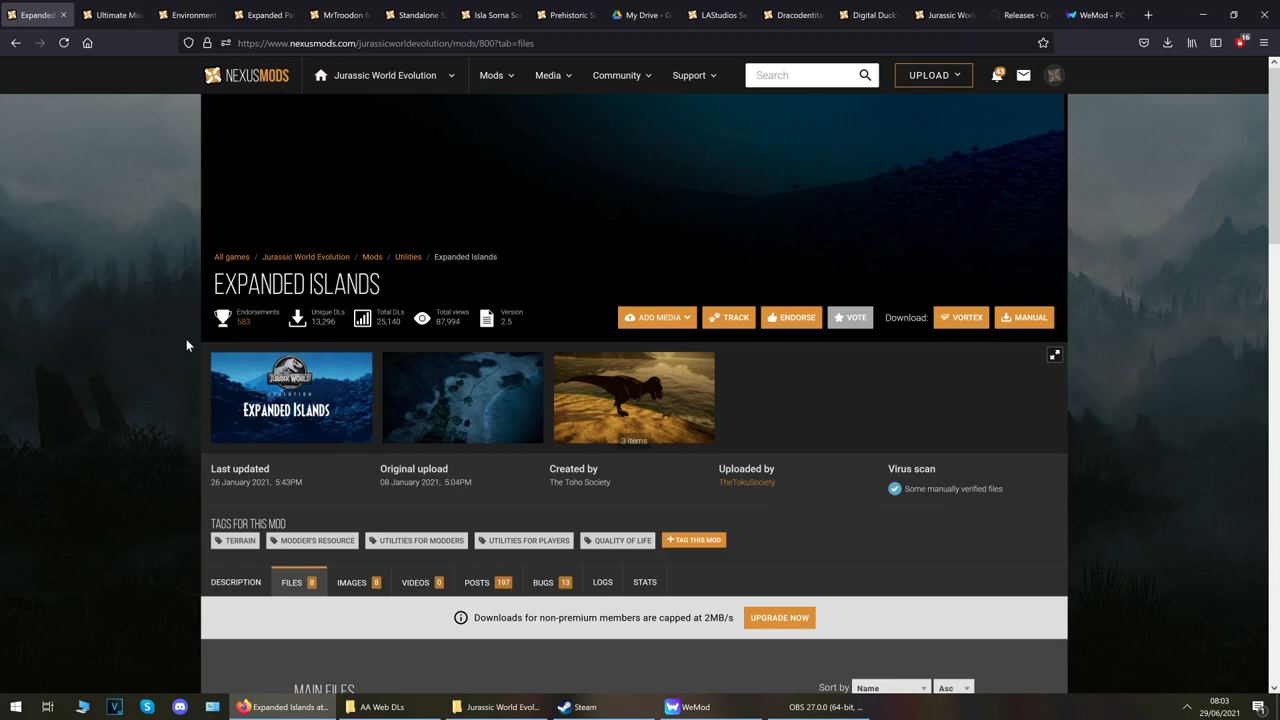 Expanded
Ultimate Mo
Environment
Expanded Pa
MrTroodon
Standalone S
Isla Sorna Sc
Prehistoric S
My Drive - G
LAStudios Se
Dracodentita
Digital Duck'
Jurassic Worl
Releases · Op
WeMod - PC
https://www.nexusmods.com/jurassicworldevolution/mods/800?tab=files
16
NEXUSMODS
Jurassic World Evolution
Mods
Media
Community
Support
Search
UPLOAD
43
All games / Jurassic World Evolution / Mods / Utilities / Expanded Islands
EXPANDED ISLANDS
Endorsements
583
Unique DLs
13,296
Total DLs
25,140
Total views
87,994
Version
2.5
ADD MEDIA
TRACK
ENDORSE
VOTE
Download:
VORTEX
MANUAL
JURASSIC WORLD
EVOLUTION
EXPANDED ISLANDS
3 items
Last updated
26 January 2021, 5:43PM
Original upload
08 January 2021, 5:04PM
Created by
The Toho Society
Uploaded by
TheTokuSociety
Virus scan
Some manually verified files
TAGS FOR THIS MOD
TERRAIN
MODDER'S RESOURCE
UTILITIES FOR MODDERS
UTILITIES FOR PLAYERS
QUALITY OF LIFE
+ TAG THIS MOD
DESCRIPTION
FILES 8
IMAGES 8
VIDEOS 0
POSTS 197
BUGS 13
LOGS
STATS
Downloads for non-premium members are capped at 2MB/s
UPGRADE NOW
MAIN FILES
Sort by
Name
Asc
Expanded Islands at...
AA Web DLs
Jurassic World Evol...
Steam
WeMod
OBS 27.0.0 (64-bit, ...
08:03
29/06/2021